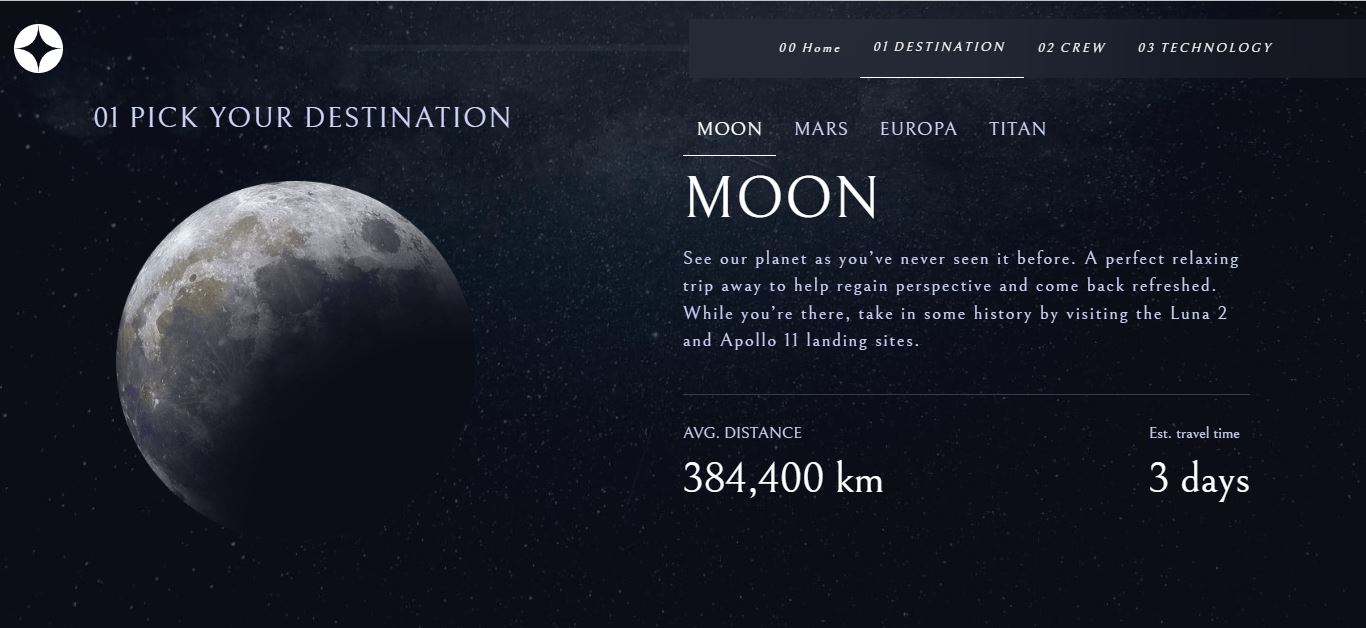 00 Home 01 DESTINATION 02 CREW 03 TECHNOLOGY
01 PICK YOUR DESTINATION
MOON MARS EUROPA TITAN
MOON
See our planet as you’ve never seen it before. A perfect relaxing
trip away to help regain perspective and come back refreshed.
While you’re there, take in some history by visiting the Luna 2
and Apollo 11 landing sites.
AVG. DISTANCE
384,400 km
Est. travel time
3 days